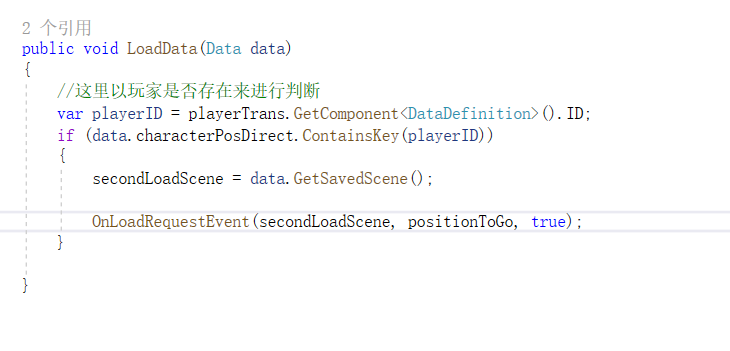 2 个引用
public void LoadData(Data data)
{
//这里以玩家是否存在来进行判断
var playerID = playerTrans.GetComponent<DataDefinition>().ID;
if (data.characterPosDirect.ContainsKey(playerID))
{
secondLoadScene = data.GetSavedScene();
OnLoadRequestEvent(secondLoadScene, positionToGo, true);
}
}